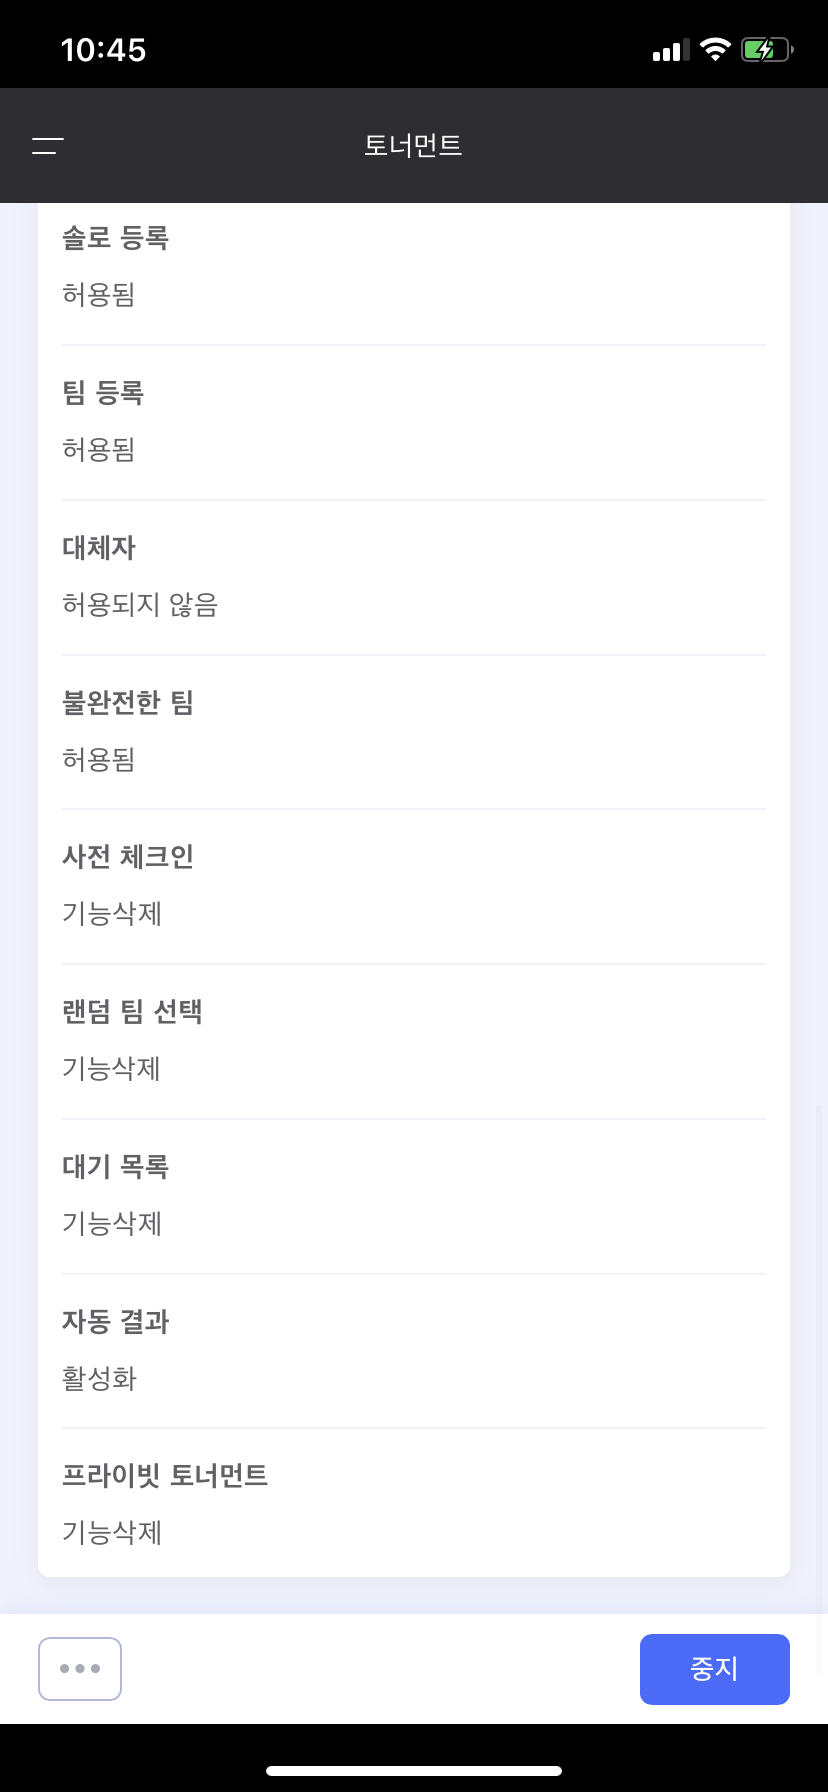 10:45
토너먼트
솔로 등록
허용됨
팀 등록
허용됨
대체자
허용되지 않음
불완전한 팀
허용됨
사전 체크인
기능삭제
랜덤 팀 선택
기능삭제
대기 목록
기능삭제
자동 결과
활성화
프라이빗 토너먼트
기능삭제
중지